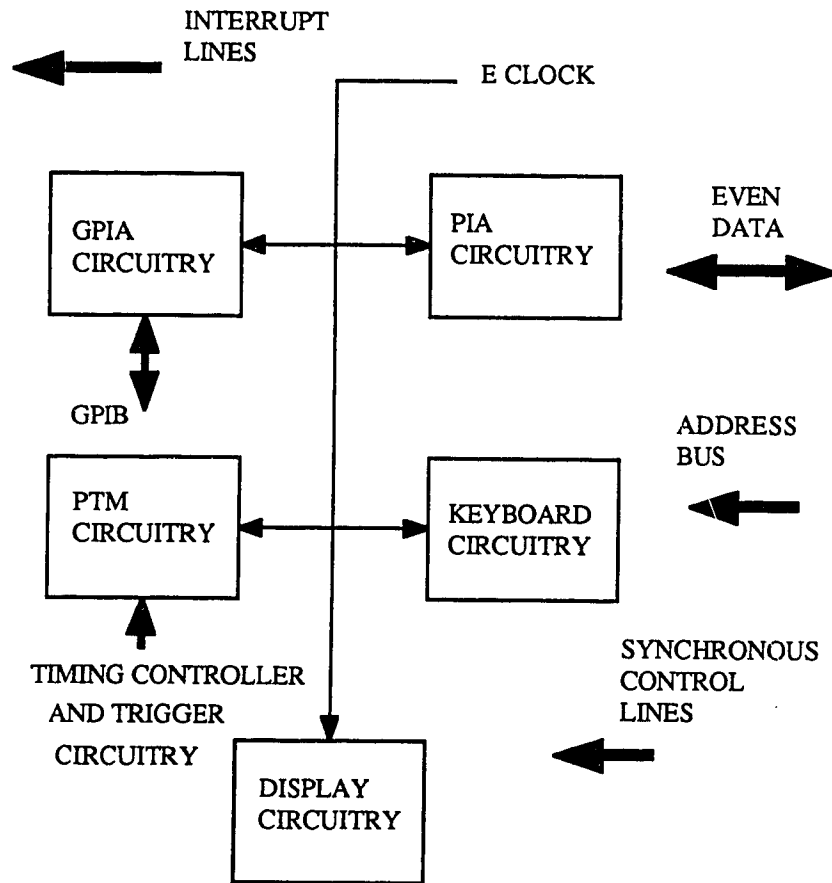 INTERRUPT
LINES
E CLOCK
GPIA
CIRCUITRY
PIA
CIRCUITRY
EVEN
DATA
GPIB
ADDRESS
BUS
PTM
CIRCUITRY
KEYBOARD
CIRCUITRY
TIMING CONTROLLER
AND TRIGGER
CIRCUITRY
SYNCHRONOUS
CONTROL
LINES
DISPLAY
CIRCUITRY